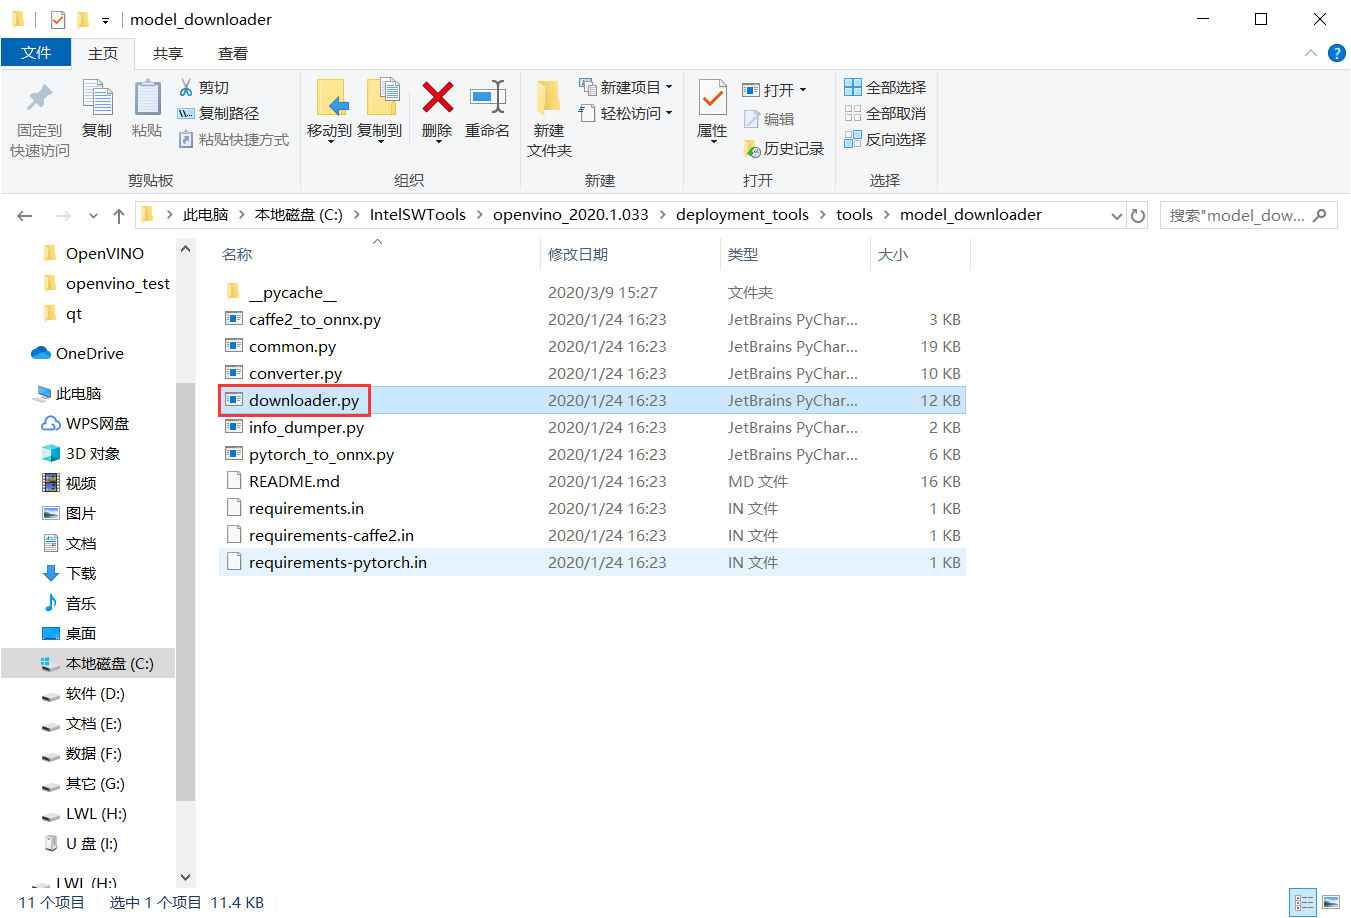 model_downloader
文件 主页 共享 查看
固定到快速访问 复制 粘贴 剪切 复制路径 粘贴快捷方式
移动到 复制到 删除 重命名
新建文件夹 新建项目 轻松访问
属性 打开 编辑 历史记录
全部选择 全部取消 反向选择
剪贴板 组织 新建 打开 选择
此电脑 本地磁盘 (C:) IntelSWTools openvino_2020.1.033 deployment_tools tools model_downloader 搜索"model_dow...
OpenVINO
openvino_test
qt
OneDrive
此电脑
WPS网盘
3D 对象
视频
图片
文档
下载
音乐
桌面
本地磁盘 (C:)
软件 (D:)
文档 (E:)
数据 (F:)
其它 (G:)
LWL (H:)
U 盘 (I:)
LWL (H:)
名称 修改日期 类型 大小
__pycache__ 2020/3/9 15:27 文件夹
caffe2_to_onnx.py 2020/1/24 16:23 JetBrains PyChar... 3 KB
common.py 2020/1/24 16:23 JetBrains PyChar... 19 KB
converter.py 2020/1/24 16:23 JetBrains PyChar... 10 KB
downloader.py 2020/1/24 16:23 JetBrains PyChar... 12 KB
info_dumper.py 2020/1/24 16:23 JetBrains PyChar... 2 KB
pytorch_to_onnx.py 2020/1/24 16:23 JetBrains PyChar... 6 KB
README.md 2020/1/24 16:23 MD 文件 16 KB
requirements.in 2020/1/24 16:23 IN 文件 1 KB
requirements-caffe2.in 2020/1/24 16:23 IN 文件 1 KB
requirements-pytorch.in 2020/1/24 16:23 IN 文件 1 KB
11 个项目 选中 1 个项目 11.4 KB